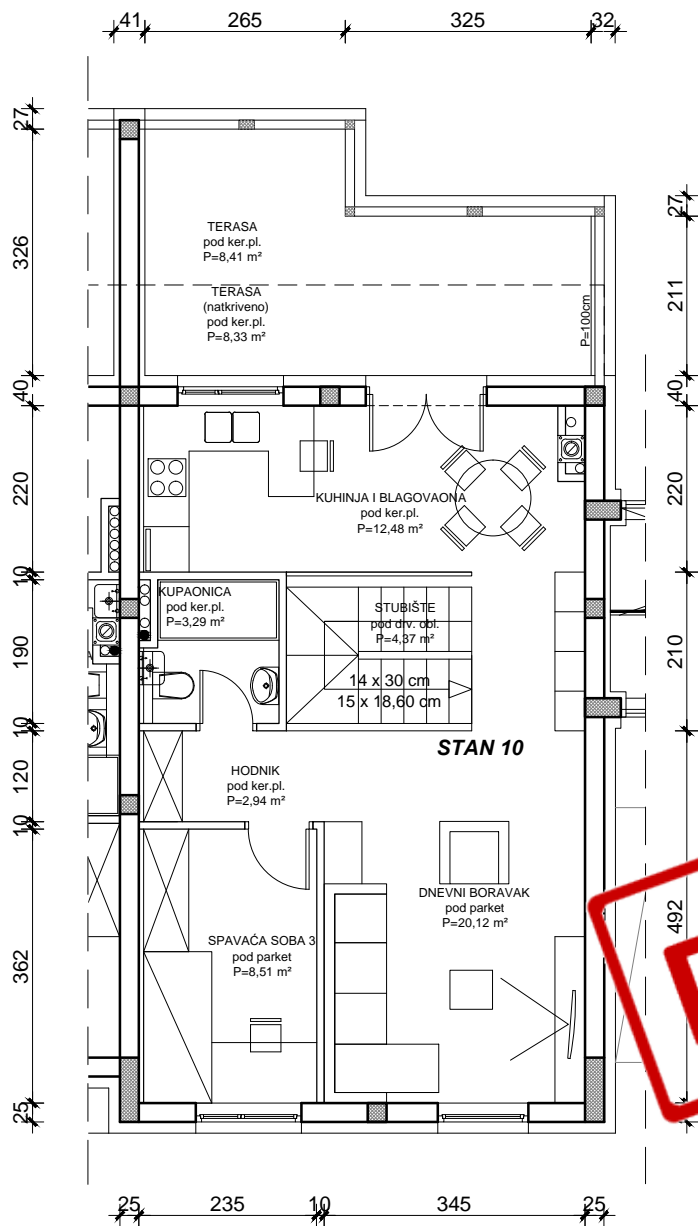 41 265 325 32
27
326
40
220
10
190
10
120
10
362
25
TERASA
pod ker.pl.
P=8,41 m²
TERASA
(natkriveno)
pod ker.pl.
P=8,33 m²
P=100cm
27
211
40
220
210
492
KUHINJA I BLAGOVAONA
pod ker.pl.
P=12,48 m²
KUPAONICA
pod ker.pl.
P=3,29 m²
STUBIŠTE
pod drv. obl.
P=4,37 m²
14 x 30 cm
15 x 18,60 cm
STAN 10
HODNIK
pod ker.pl.
P=2,94 m²
DNEVNI BORAVAK
pod parket
P=20,12 m²
SPAVAĆA SOBA 3
pod parket
P=8,51 m²
25 235 10 345 25